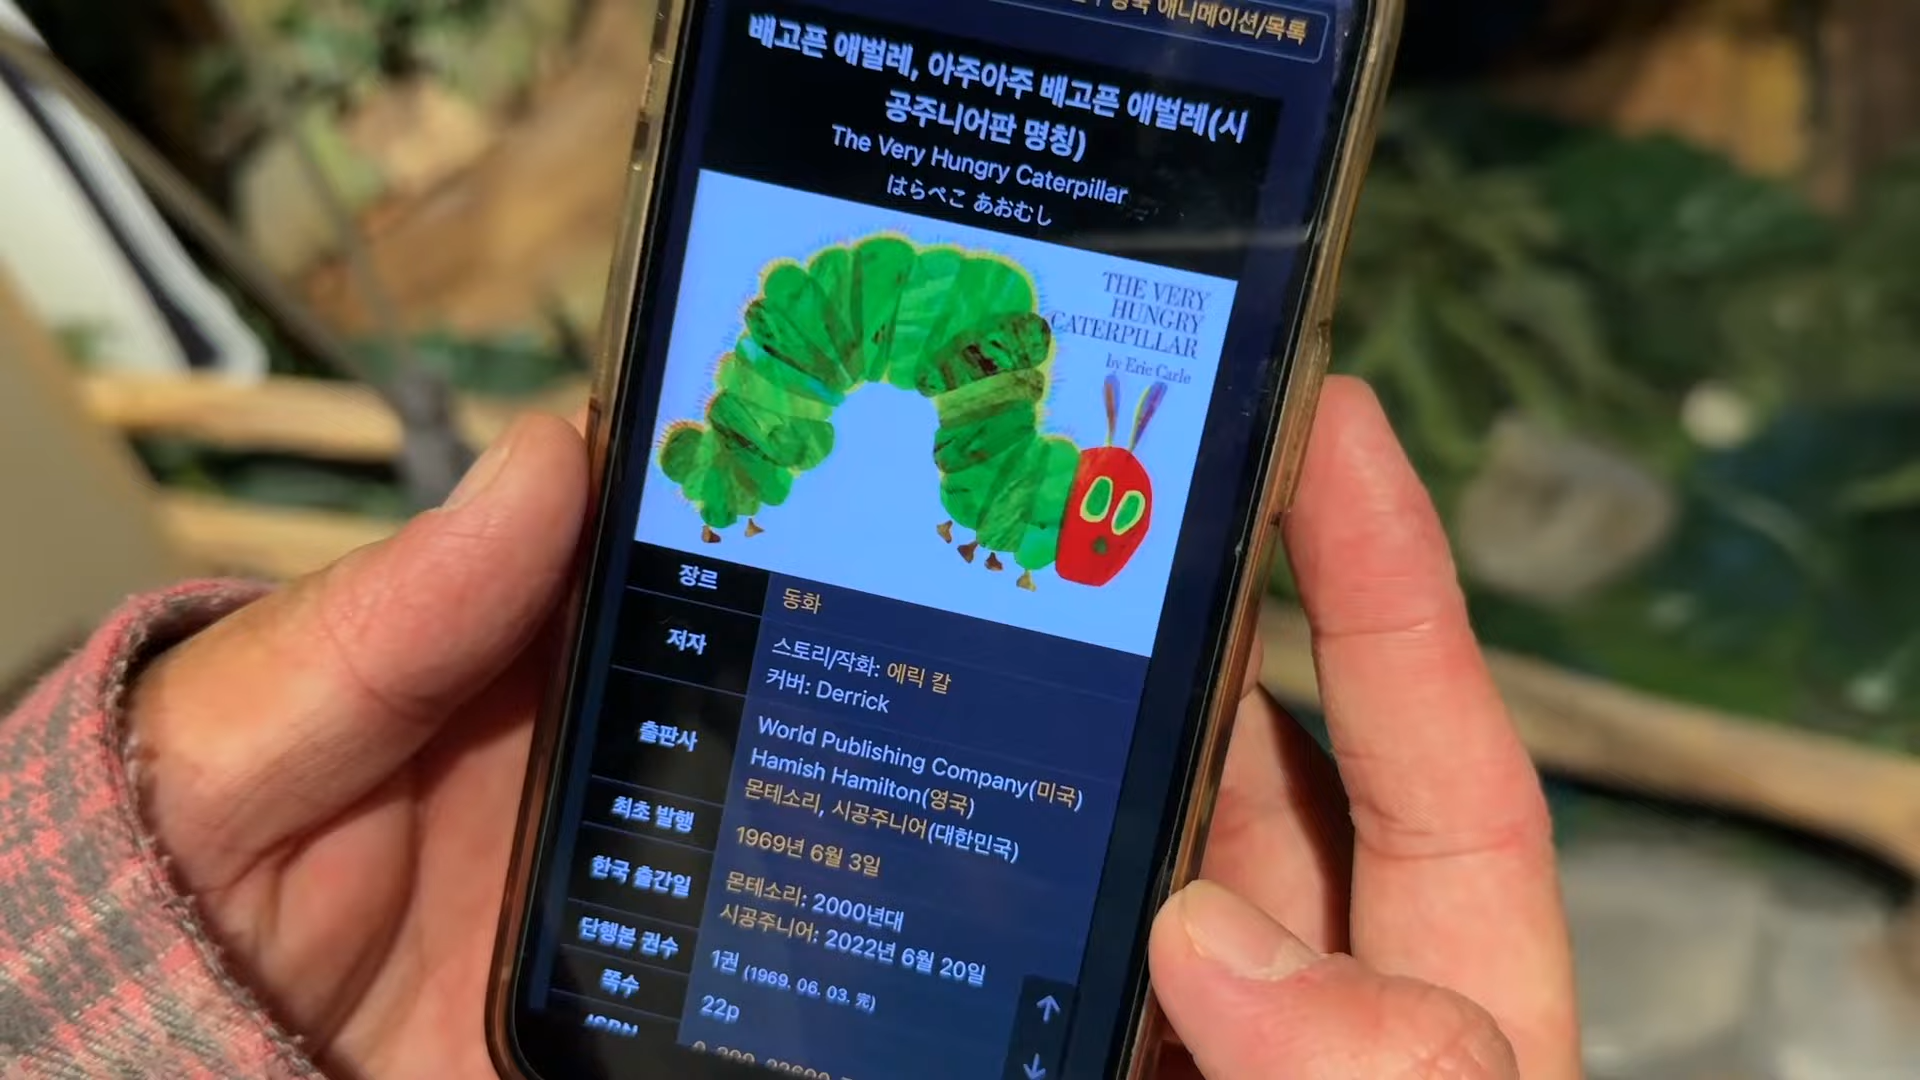 영국 애니메이션/목록
배고픈 애벌레, 아주아주 배고픈 애벌레(시
공주니어판 명칭)
The Very Hungry Caterpillar
はらぺこ あおむし
THE VERY
HUNGRY
CATERPILLAR
by Eric Carle
장르
동화
저자
스토리/작화: 에릭 칼
커버: Derrick
출판사
World Publishing Company(미국)
Hamish Hamilton(영국)
몬테소리, 시공주니어(대한민국)
최초 발행
1969년 6월 3일
한국 출간일
몬테소리: 2000년대
시공주니어: 2022년 6월 20일
단행본 권수
1권 (1969. 06. 03. 完)
쪽수
22p
ISBN